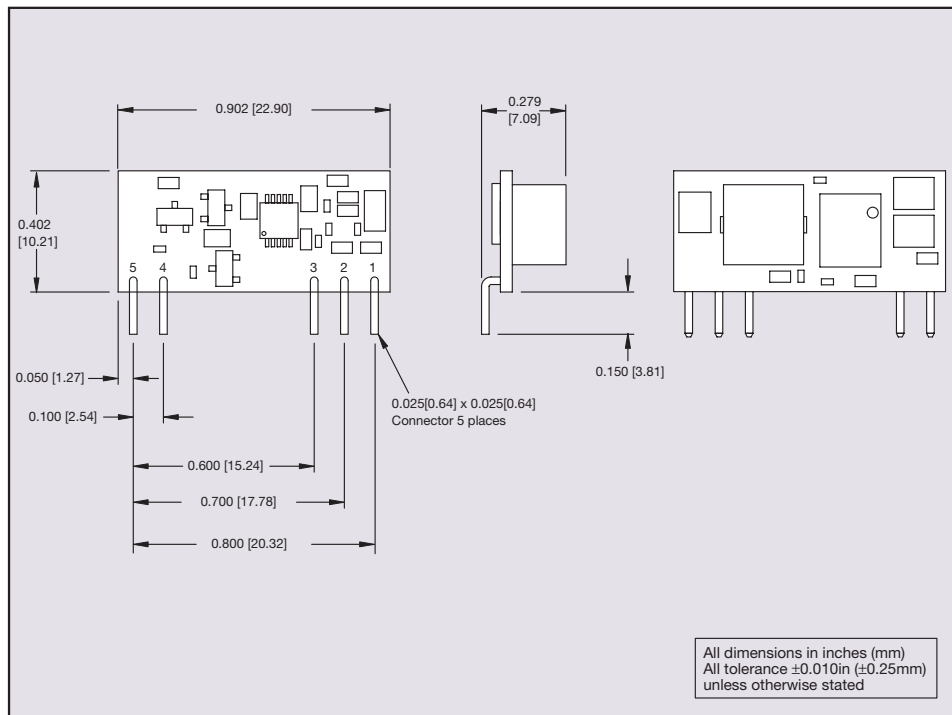 0.902 [22.90]
0.279
[7.09]
0.402
[10.21]
5 4 3 2 1
0.050 [1.27]
0.100 [2.54]
0.150 [3.81]
0.025[0.64] x 0.025[0.64]
Connector 5 places
0.600 [15.24]
0.700 [17.78]
0.800 [20.32]
All dimensions in inches (mm)
All tolerance ±0.010in (±0.25mm)
unless otherwise stated